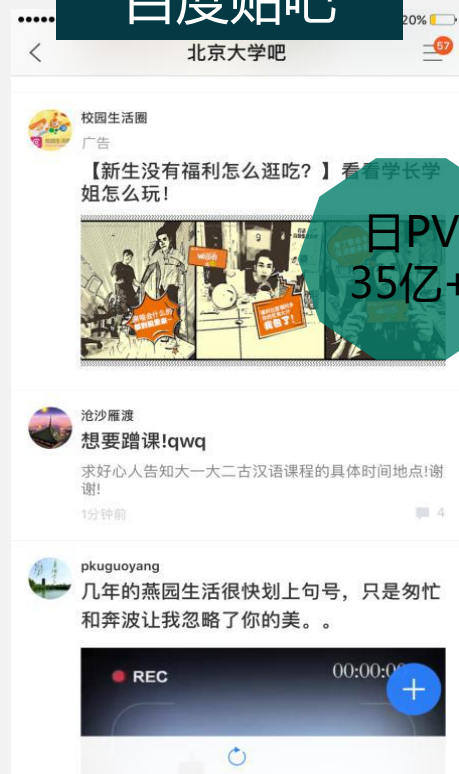 百度贴吧
20%
北京大学吧
57
校园生活圈
广告
【新生没有福利怎么逛吃？】看看学长学
姐怎么玩!
日PV
35亿+
沧沙雁渡
想要蹭课!qwq
求好心人告知大一大二古汉语课程的具体时间地点!谢
谢!
1分钟前
4
pkuguoyang
几年的燕园生活很快划上句号，只是匆忙
和奔波让我忽略了你的美。。
REC
00:00:0